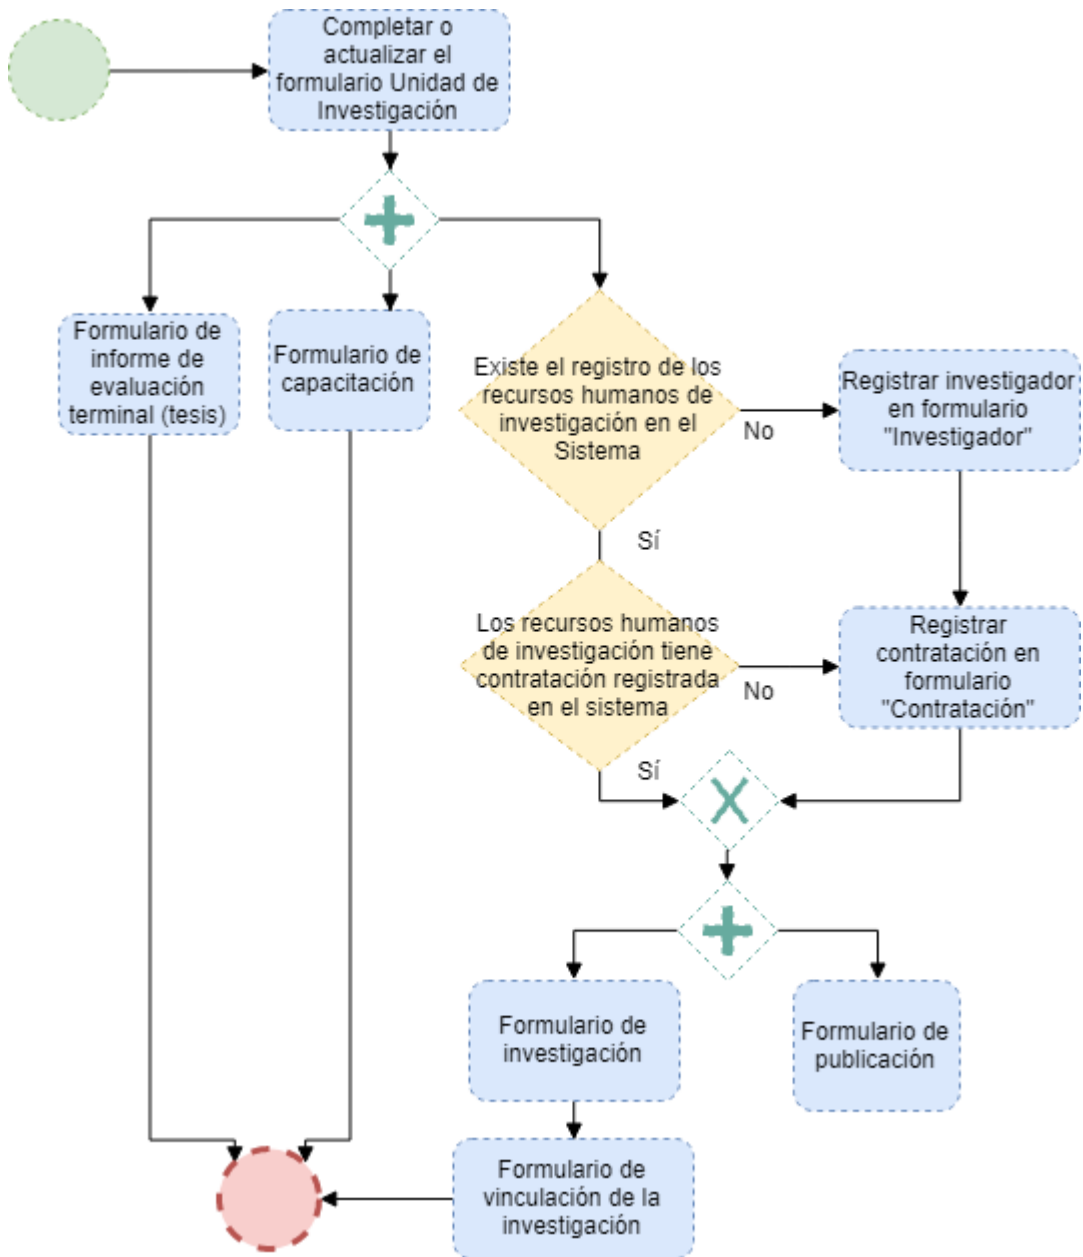 Completar o
actualizar el
formulario Unidad de
Investigación
Formulario de
informe de
evaluación
terminal (tesis)
Formulario de
capacitación
Existe el registro de los
recursos humanos de
investigación en el
Sistema
No
Registrar investigador
en formulario
"Investigador"
Sí
Los recursos humanos
de investigación tiene
contratación registrada
en el sistema
No
Registrar
contratación en
formulario
"Contratación"
Sí
Formulario de
investigación
Formulario de
publicación
Formulario de
vinculación de la
investigación